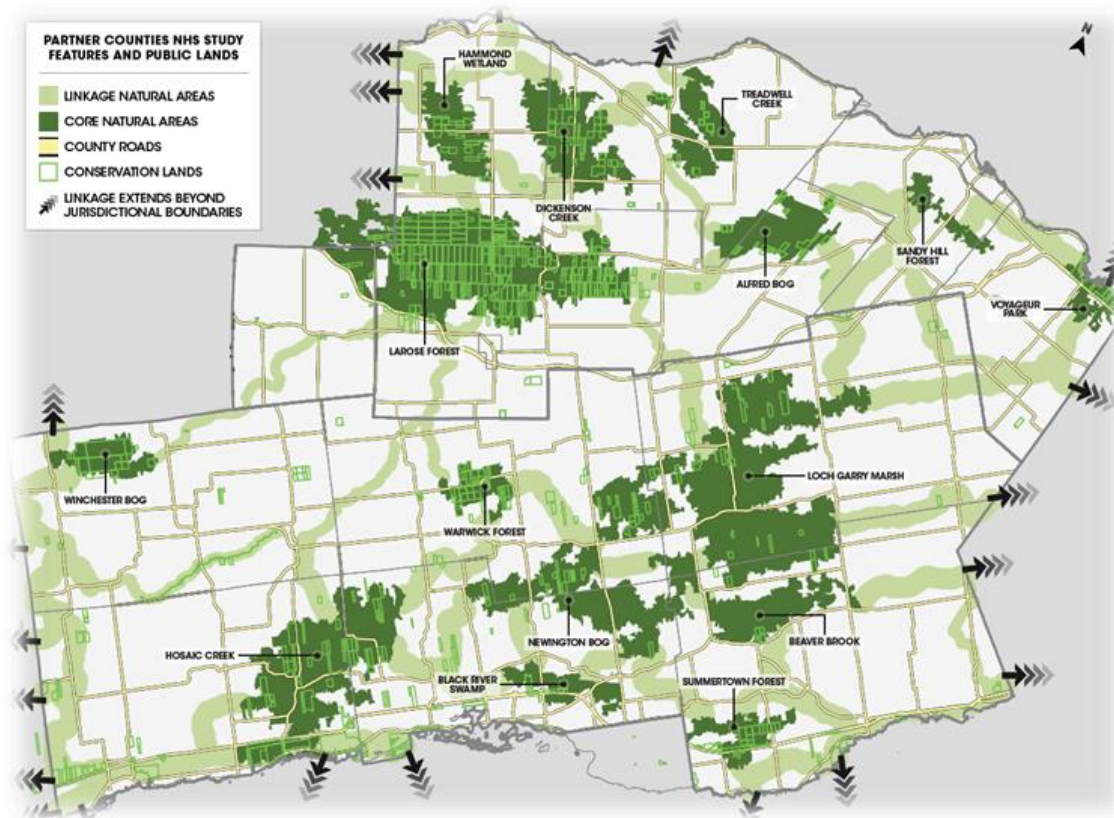 PARTNER COUNTIES NHS STUDY
FEATURES AND PUBLIC LANDS
LINKAGE NATURAL AREAS
CORE NATURAL AREAS
COUNTY ROADS
CONSERVATION LANDS
LINKAGE EXTENDS BEYOND
JURISDICTIONAL BOUNDARIES
N
HAMMOND
WETLAND
TREADWELL
CREEK
DICKENSON
CREEK
SANDY HILL
FOREST
ALFRED BOG
VOYAGEUR
PARK
LAROSE FOREST
WINCHESTER BOG
LOCH GARRY MARSH
WARWICK FOREST
NEWINGTON BOG
BEAVER BROOK
HOSAIC CREEK
BLACK RIVER
SWAMP
SUMMERTOWN FOREST